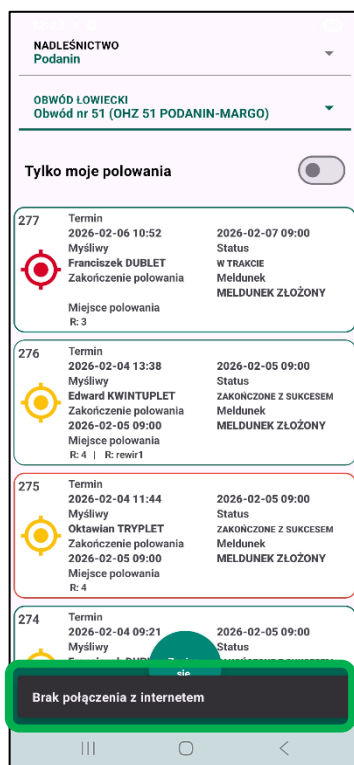 NADLEŚNICTWO
Podanin
OBWÓD ŁOWIECKI
Obwód nr 51 (OHZ 51 PODANIN-MARGO)
Tylko moje polowania
277 Termin
2026-02-06 10:52 2026-02-07 09:00
Myśliwy Status
Franciszek DUBLET W TRAKCIE
Zakończenie polowania Meldunek
MELDUNEK ZŁOŻONY
Miejsce polowania
R: 3
276 Termin
2026-02-04 13:38 2026-02-05 09:00
Myśliwy Status
Edward KWINTUPLET ZAKOŃCZONE Z SUKCESEM
Zakończenie polowania Meldunek
2026-02-05 09:00 MELDUNEK ZŁOŻONY
Miejsce polowania
R: 4 | R: rewir1
275 Termin
2026-02-04 11:44 2026-02-05 09:00
Myśliwy Status
Oktawian TRYPLET ZAKOŃCZONE Z SUKCESEM
Zakończenie polowania Meldunek
2026-02-05 09:00 MELDUNEK ZŁOŻONY
Miejsce polowania
R: 4
274 Termin
2026-02-04 09:21 2026-02-05 09:00
Myśliwy Status
się
Brak połączenia z internetem